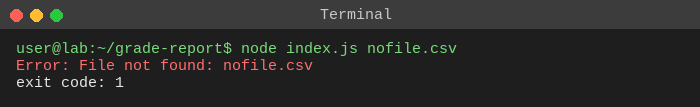 Terminal
user@lab:~/grade-report$ node index.js nofile.csv
Error: File not found: nofile.csv
exit code: 1